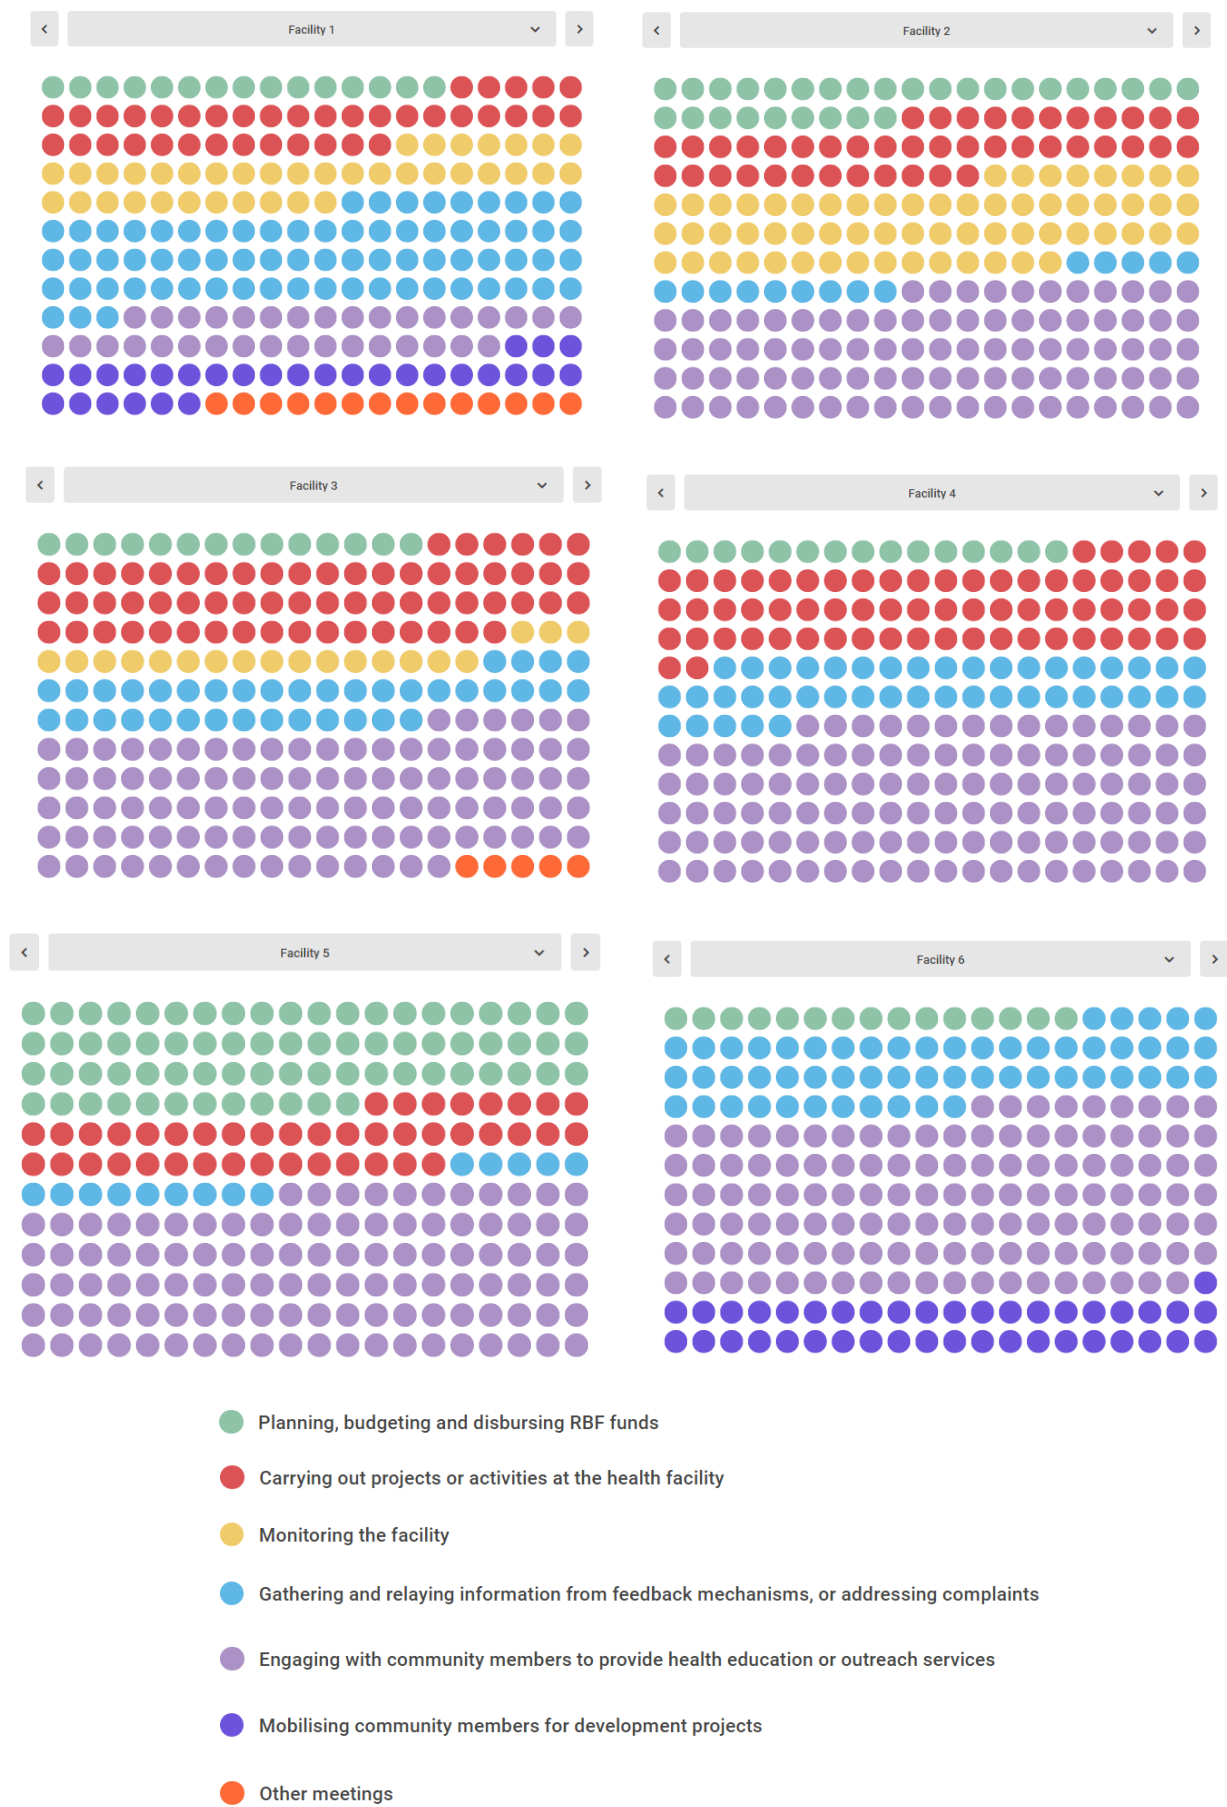 Facility 1
Facility 2
Facility 3
Facility 4
Facility 5
Facility 6
Planning, budgeting and disbursing RBF funds
Carrying out projects or activities at the health facility
Monitoring the facility
Gathering and relaying information from feedback mechanisms, or addressing complaints
Engaging with community members to provide health education or outreach services
Mobilising community members for development projects
Other meetings